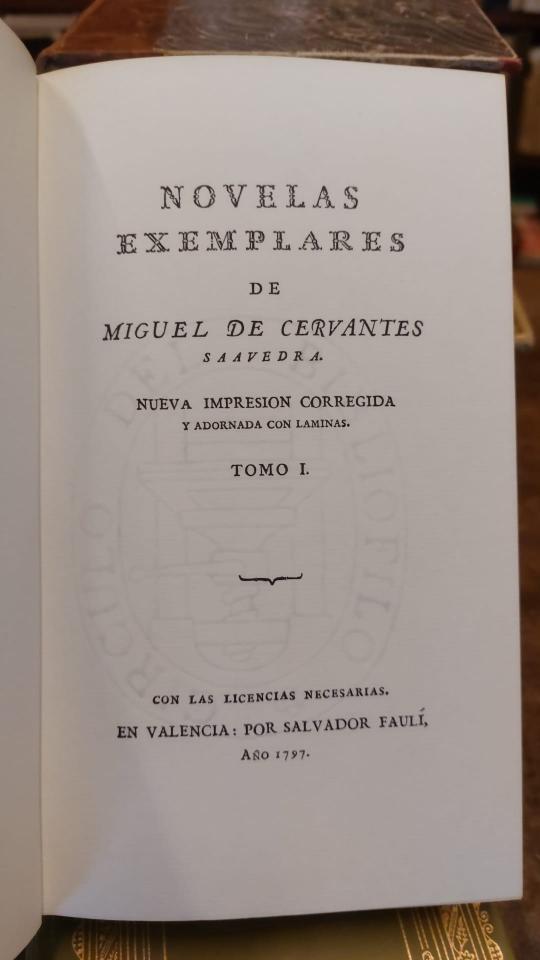 NOVELAS
EXEMPLARES
DE
MIGUEL DE CERVANTES
SAAVEDRA.
NUEVA IMPRESION CORREGIDA
Y ADORNADA CON LAMINAS.
TOMO I.
CON LAS LICENCIAS NECESARIAS.
EN VALENCIA: POR SALVADOR FAULÍ,
AÑO 1797.